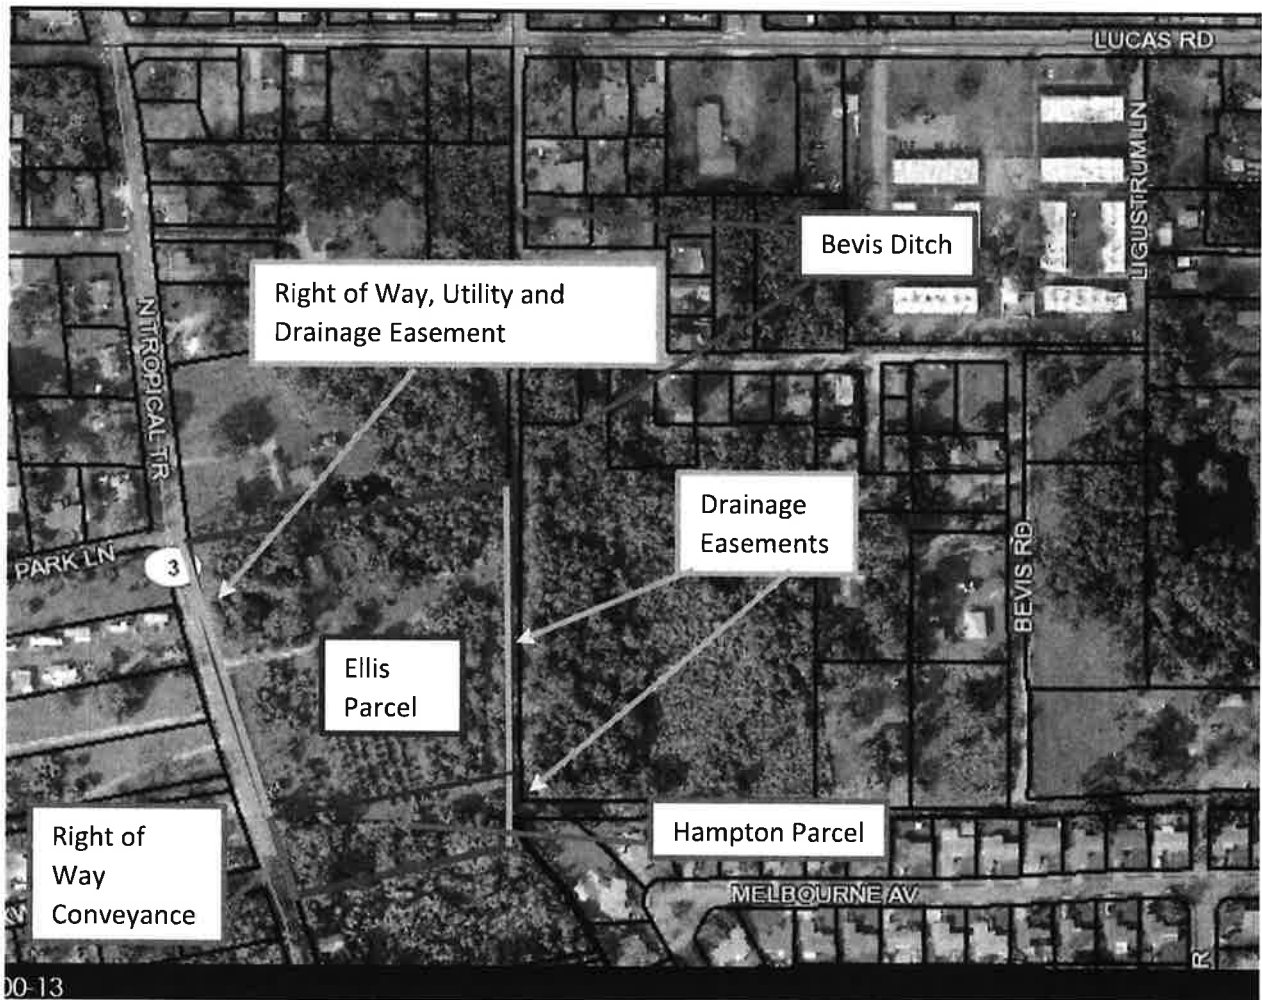 LUCAS RD
LIGUSTRUM LN
Bevis Ditch
Right of Way, Utility and
Drainage Easement
N TROPICAL TR
Drainage
Easements
PARK LN
3
BEVIS RD
Ellis
Parcel
Right of
Way
Conveyance
Hampton Parcel
MELBOURNE AV
R
00-13